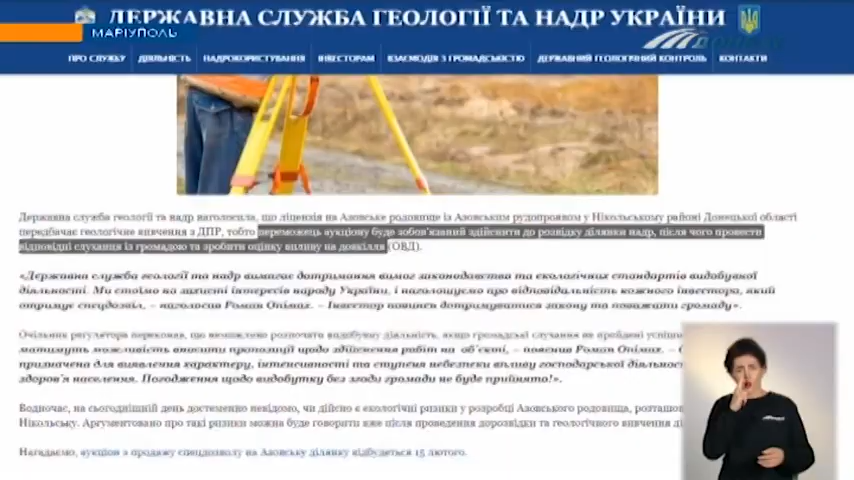 ДЕРЖАВНА СЛУЖБА ГЕОЛОГІЇ ТА НАДР УКРАЇНИ
МАРІУПОЛЬ
ПРО СЛУЖБУ ДІЯЛЬНІСТЬ НАДРОКОРИСТУВАННЯ ІНВЕСТОРАМ ВЗАЄМОДІЯ З ГРОМАДСЬКІСТЮ ДЕРЖАВНИЙ ГЕОЛОГІЧНИЙ КОНТРОЛЬ КОНТАКТИ
Державна служба геології та надр наголосила, що ліцензія на Азовське родовище із Азовським рудопроявом у Нікольському районі Донецької області
передбачає геологічне вивчення з ДПР, тобто переможець аукціону буде зобов'язаний здійснити до розвідку ділянки надр, після чого провести
відповідні слухання із громадою та зробити оцінку впливу на довкілля (ОВД).
«Державна служба геології та надр вимагає дотримання вимог законодавства та екологічних стандартів видобувної
діяльності. Ми стоїмо на захисті інтересів народу України, і наголошуємо про відповідальність кожного інвестора, який
отримує спецдозвіл, – наголосив Роман Опімах. – Інвестор повинен дотримуватися закону та поважати громаду».
Очільник регулятора переконав, що неможливо розпочати видобувну діяльність, якщо громадські слухання не пройдені успішно
матимуть можливість вносити пропозиції щодо здійснення робіт на об'єкті, – пояснив Роман Опімах. –
призначена для виявлення характеру, інтенсивності та ступеня небезпеки впливу господарської
здоров'я населення. Погодження щодо видобутку без згоди громади не буде прийнято!».
Водночас, на сьогоднішній день достеменно невідомо, чи дійсно є екологічні ризики у розробці Азовського родовища,
Нікольську. Аргументовано про такі ризики можна буде говорити вже після проведення дорозвідки та геологічного вивчення
Нагадаємо, аукціон з продажу спецдозволу на Азовську ділянку відбудеться 15 лютого.